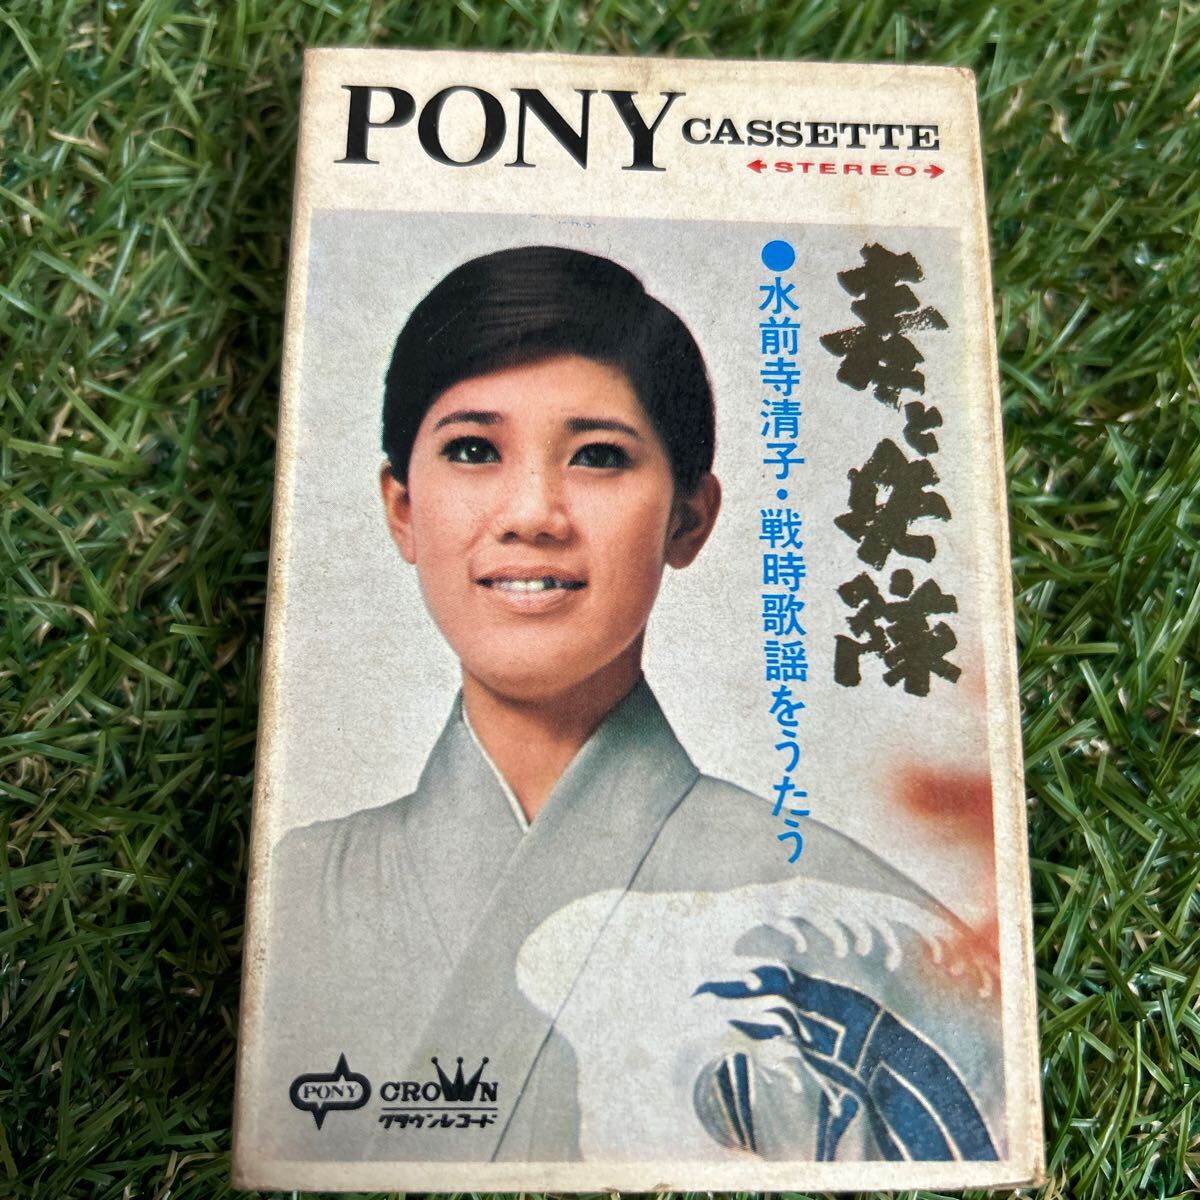 PONY CASSETTE
←STEREO→
麦と兵隊
●水前寺清子・戦時歌謡をうたう
PONY
CROWN
クラウンレコード